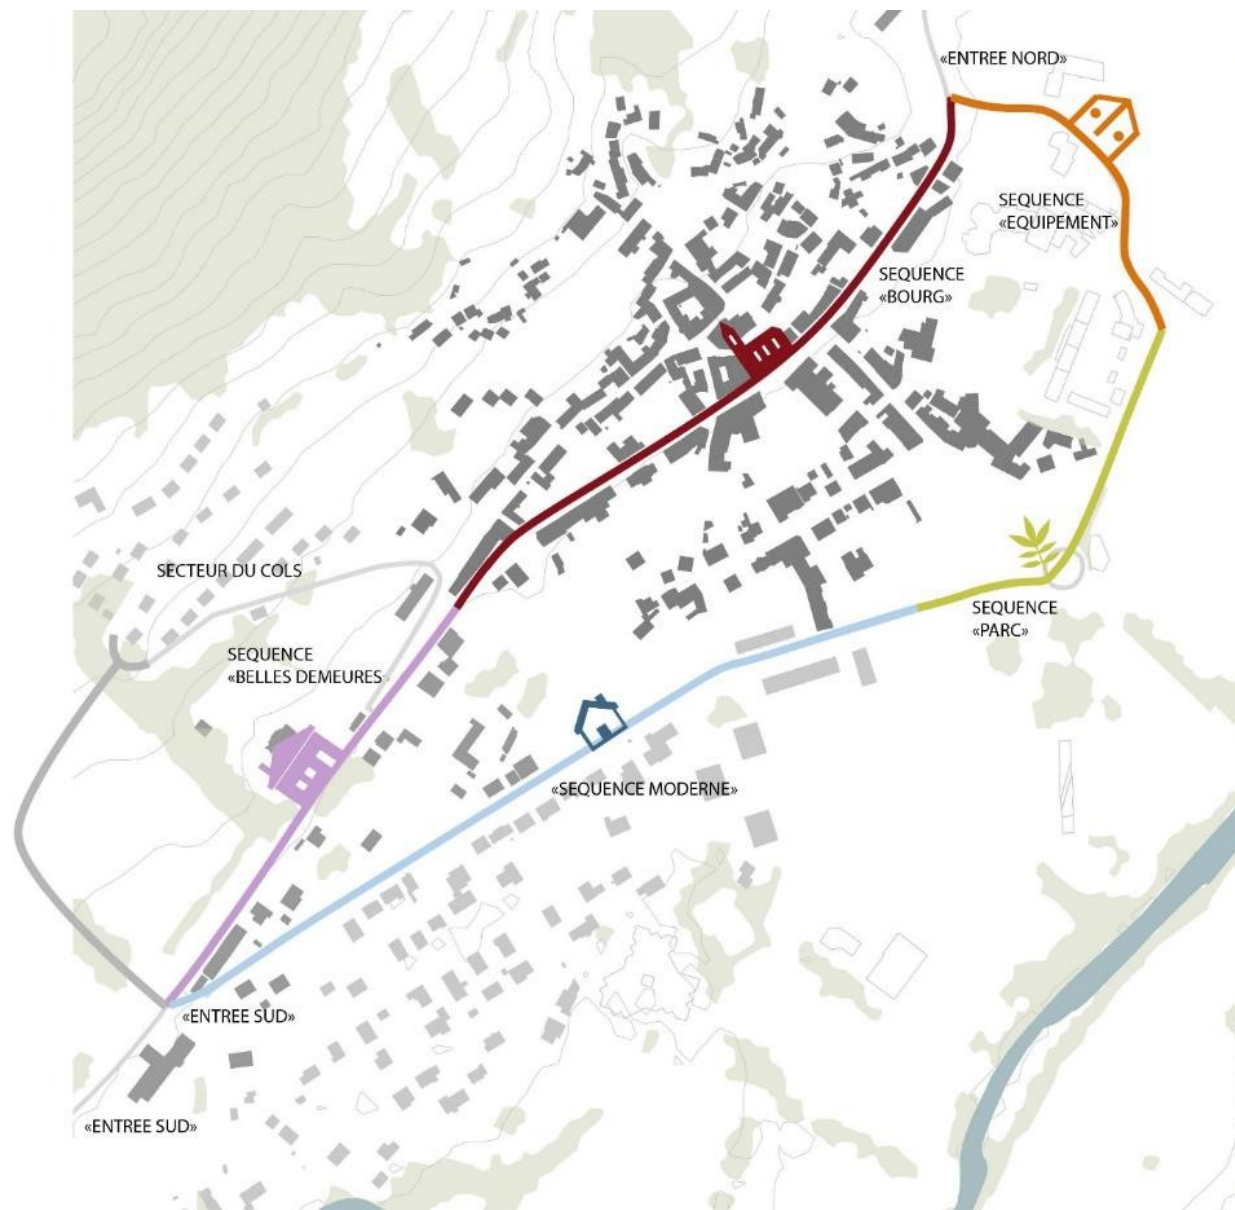 «ENTREE NORD»
SEQUENCE
«EQUIPEMENT»
SEQUENCE
«BOURG»
SECTEUR DU COLS
SEQUENCE
«PARC»
SEQUENCE
«BELLES DEMEURES
«SEQUENCE MODERNE»
«ENTREE SUD»
«ENTREE SUD»